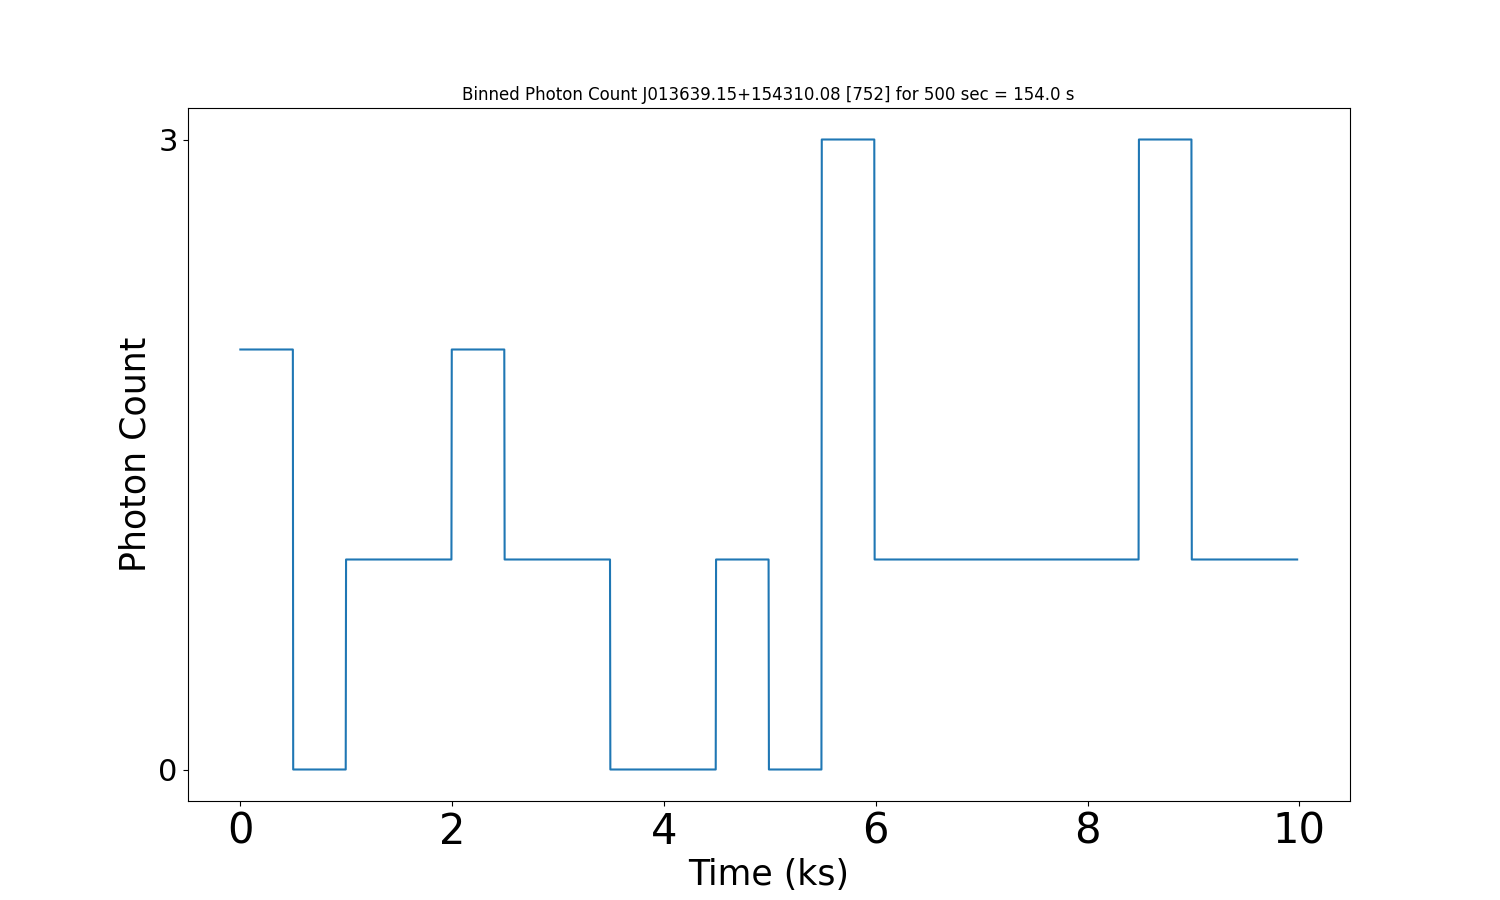 Binned Photon Count J013639.15+154310.08 [752] for 500 sec = 154.0 s
3
0
Photon Count
0 2 4 6 8 10
Time (ks)